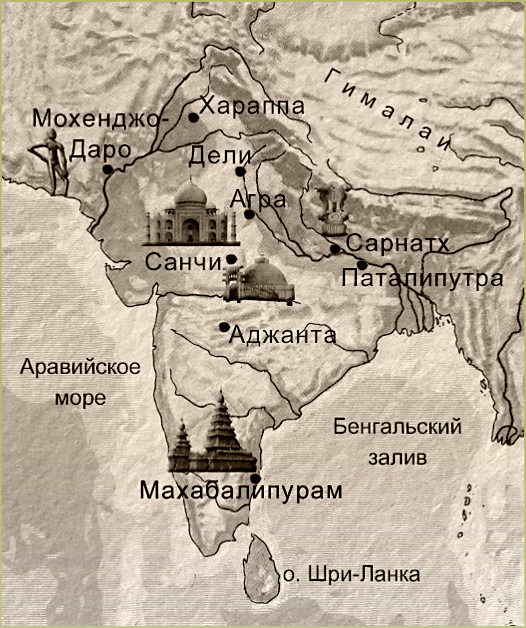 Гималаи
Хараппа
Мохенджо-
Даро
Дели
Агра
Сарнатх
Санчи
Паталипутра
Аджанта
Аравийское
море
Бенгальский
залив
Махабалипурам
о. Шри-Ланка